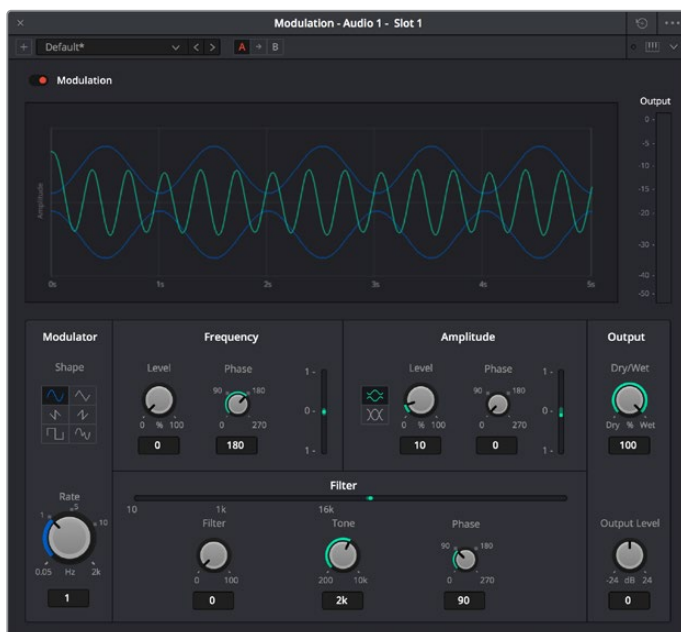 Modulation - Audio 1 - Slot 1
Default*
A
B
Modulation
Output
Amplitude
0 -
-5 -
-10 -
-15 -
-20 -
-30 -
-40 -
-50 -
0s 1s 2s 3s 4s 5s
Modulator
Frequency
Amplitude
Output
Shape
Level
Phase
1 -
0 -
1 -
Level
Phase
1 -
0 -
1 -
Dry/Wet
90 180
90 180
0 % 100
0 270
0 % 100
0 270
Dry % Wet
0
180
10
0
100
Filter
10 1k 16k
Rate
1 5 10
0.05 Hz 2k
1
Filter
0 100
0
Tone
200 10k
2k
Phase
90 180
0 270
90
Output Level
-24 dB 24
0